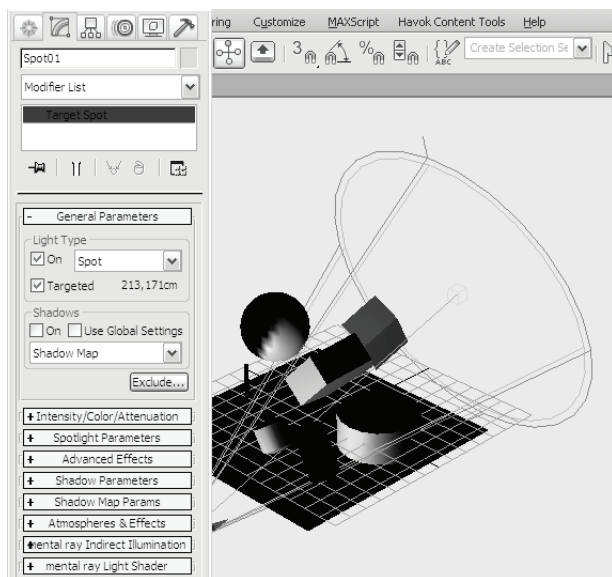 ring Customize MAXScript Havok Content Tools Help
3 % ABC Create Selection Se
Spot01
Modifier List
Target Spot
- General Parameters
Light Type
On Spot
Targeted 213,171cm
Shadows
On Use Global Settings
Shadow Map
Exclude...
+ Intensity/Color/Attenuation
+ Spotlight Parameters
+ Advanced Effects
+ Shadow Parameters
+ Shadow Map Params
+ Atmospheres & Effects
+ mental ray Indirect Illumination
+ mental ray Light Shader